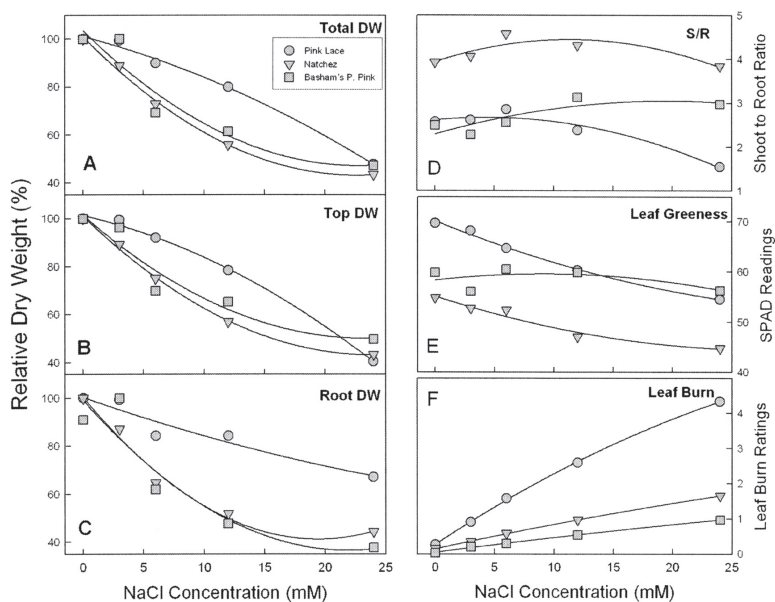 Total DW
Pink Lace
Natchez
Basham's P. Pink
A
100
80
60
40
Top DW
B
100
80
60
40
Root DW
C
100
80
60
40
0 5 10 15 20 25
NaCl Concentration (mM)
Relative Dry Weight (%)
S/R
D
5
4
3
2
1
Shoot to Root Ratio
Leaf Greeness
E
70
60
50
40
SPAD Readings
Leaf Burn
F
4
3
2
1
0
Leaf Burn Ratings
0 5 10 15 20 25
NaCl Concentration (mM)